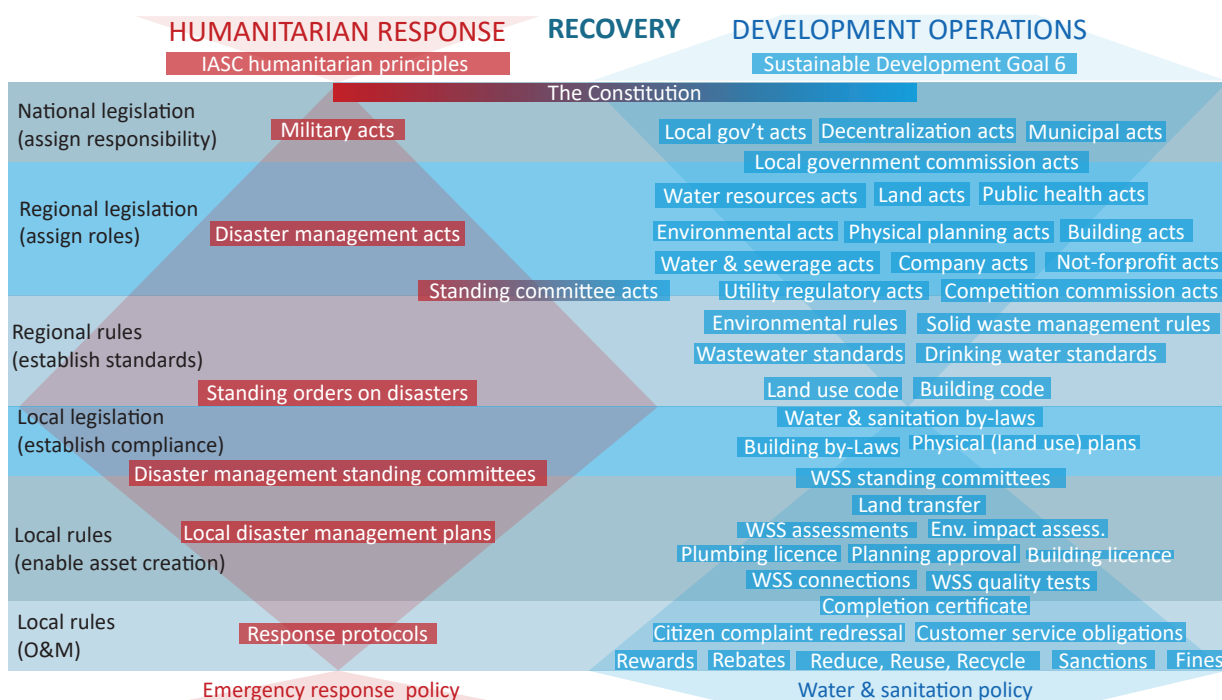 HUMANITARIAN RESPONSE RECOVERY DEVELOPMENT OPERATIONS
IASC humanitarian principles Sustainable Development Goal 6
The Constitution
National legislation
(assign responsibility)
Military acts
Local gov't acts Decentralization acts Municipal acts
Local government commission acts
Regional legislation
(assign roles)
Water resources acts Land acts Public health acts
Disaster management acts
Environmental acts Physical planning acts Building acts
Water & sewerage acts Company acts Not-for-profit acts
Standing committee acts Utility regulatory acts Competition commission acts
Regional rules
(establish standards)
Environmental rules Solid waste management rules
Wastewater standards Drinking water standards
Standing orders on disasters
Land use code Building code
Local legislation
(establish compliance)
Water & sanitation by-laws
Building by-Laws Physical (land use) plans
Disaster management standing committees
WSS standing committees
Local rules
(enable asset creation)
Land transfer
Local disaster management plans
WSS assessments Env. impact assess.
Plumbing licence Planning approval Building licence
WSS connections WSS quality tests
Completion certificate
Local rules
(O&M)
Response protocols
Citizen complaint redressal Customer service obligations
Rewards Rebates Reduce, Reuse, Recycle Sanctions Fines
Emergency response policy Water & sanitation policy